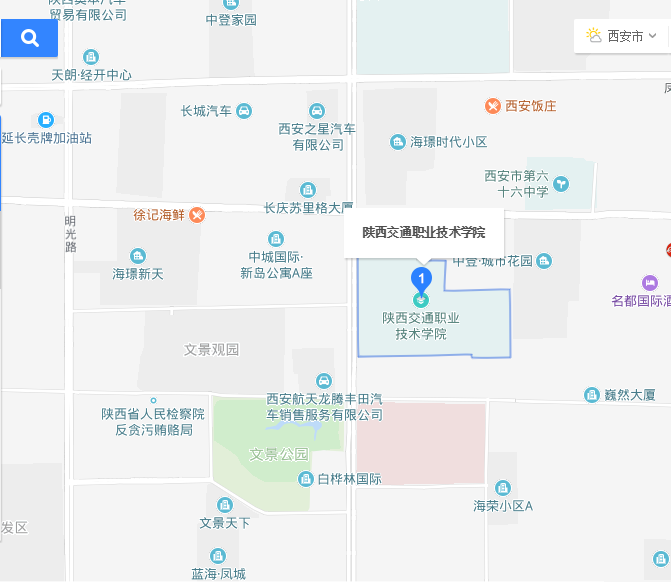 贸易有限公司
中登家园
西安市
天朗·经开中心
长城汽车
西安之星汽车
有限公司
西安饭庄
延长壳牌加油站
海璟时代小区
西安市第六
十六中学
长庆苏里格大厦
徐记海鲜
明光路
陕西交通职业技术学院
中登·城市花园
海璟新天
中城国际·
新岛公寓A座
1
名都国际酒
陕西交通职业
技术学院
文景观园
西安航天龙腾丰田汽
车销售服务有限公司
巍然大厦
陕西省人民检察院
反贪污贿赂局
文景公园
白桦林国际
海荣小区A
文景天下
发区
蓝海·凤城